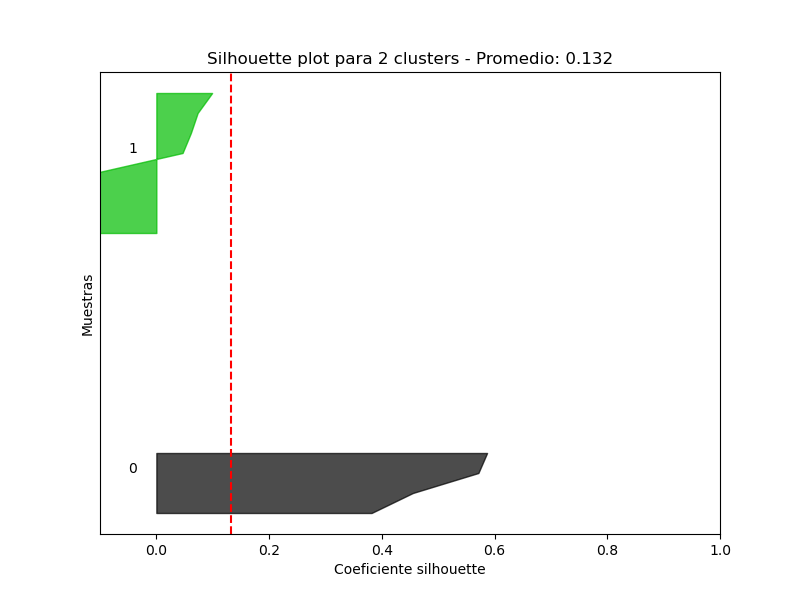 Silhouette plot para 2 clusters - Promedio: 0.132
1
Muestras
0
0.0 0.2 0.4 0.6 0.8 1.0
Coeficiente silhouette